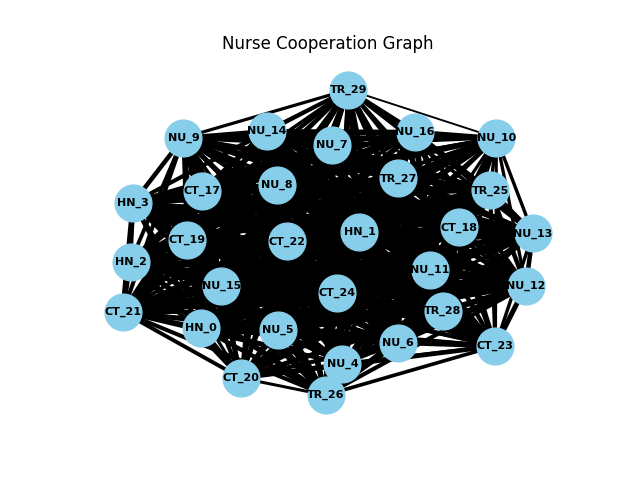 Nurse Cooperation Graph
TR_29
NU_14
NU_16
NU_9
NU_7
NU_10
NU_8
TR_27
CT_17
TR_25
HN_3
CT_18
HN_1
NU_13
CT_19
CT_22
HN_2
NU_11
NU_15
NU_12
CT_24
CT_21
TR_28
HN_0
NU_5
NU_6
CT_23
NU_4
CT_20
TR_26